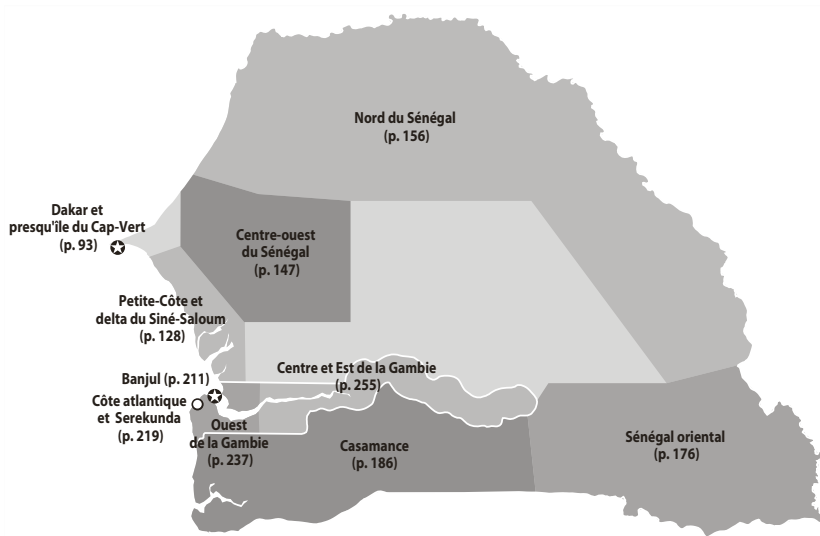 Nord du Sénégal
(p. 156)
Dakar et
presqu'île du Cap-Vert
(p. 93)
Centre-ouest
du Sénégal
(p. 147)
Petite-Côte et
delta du Siné-Saloum
(p. 128)
Centre et Est de la Gambie
(p. 255)
Banjul (p. 211)
Côte atlantique
et Serekunda
(p. 219)
Ouest
de la Gambie
(p. 237)
Casamance
(p. 186)
Sénégal oriental
(p. 176)